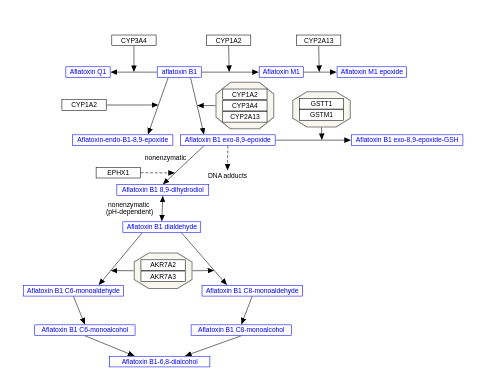 CYP3A4
CYP1A2
CYP2A13
Aflatoxin Q1
aflatoxin B1
Aflatoxin M1
Aflatoxin M1 epoxide
CYP1A2
CYP1A2
CYP3A4
CYP2A13
GSTT1
GSTM1
Aflatoxin-endo-B1-8,9-epoxide
Aflatoxin B1 exo-8,9-epoxide
Aflatoxin B1 exo-8,9-epoxide-GSH
nonenzymatic
EPHX1
DNA adducts
Aflatoxin B1 8,9-dihydrodiol
nonenzymatic
(pH-dependent)
Aflatoxin B1 dialdehyde
AKR7A2
AKR7A3
Aflatoxin B1 C6-monoaldehyde
Aflatoxin B1 C8-monoaldehyde
Aflatoxin B1 C6-monoalcohol
Aflatoxin B1 C8-monoalcohol
Aflatoxin B1-6,8-dialcohol